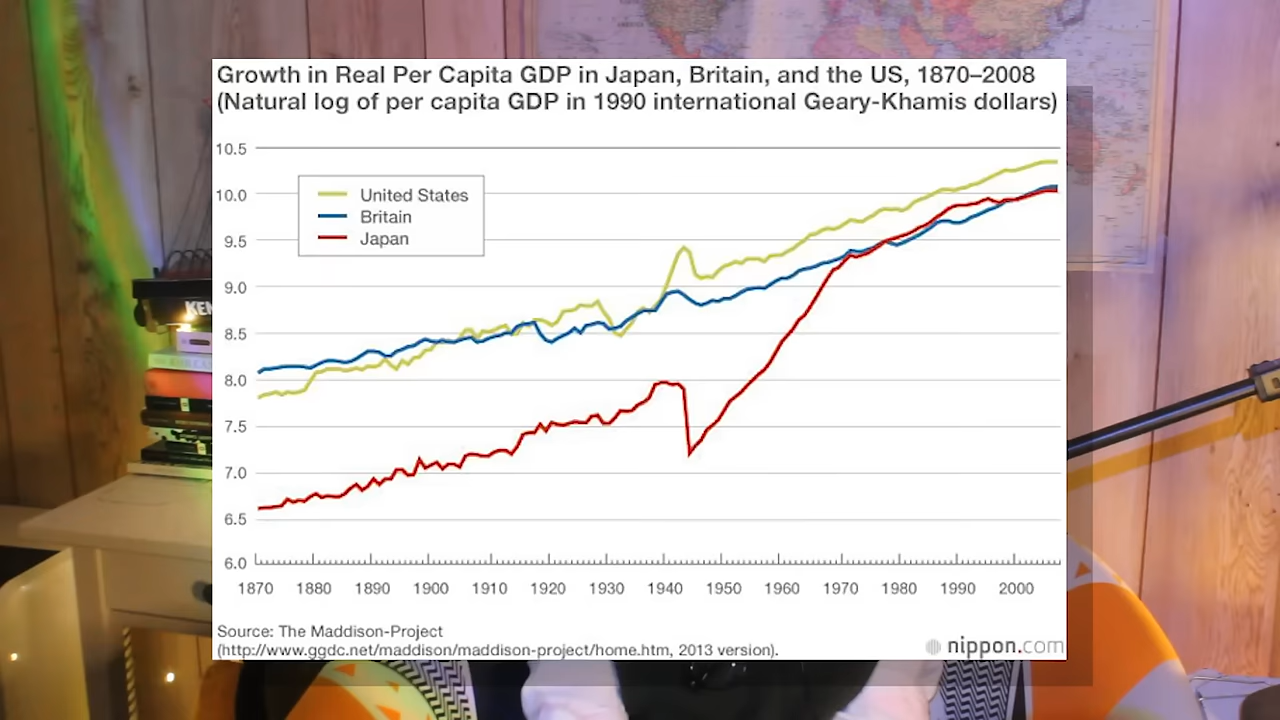 Growth in Real Per Capita GDP in Japan, Britain, and the US, 1870–2008
(Natural log of per capita GDP in 1990 international Geary-Khamis dollars)
10.5
10.0
9.5
9.0
8.5
8.0
7.5
7.0
6.5
6.0
United States
Britain
Japan
1870 1880 1890 1900 1910 1920 1930 1940 1950 1960 1970 1980 1990 2000
Source: The Maddison-Project
(http://www.ggdc.net/maddison/maddison-project/home.htm, 2013 version).
nippon.com